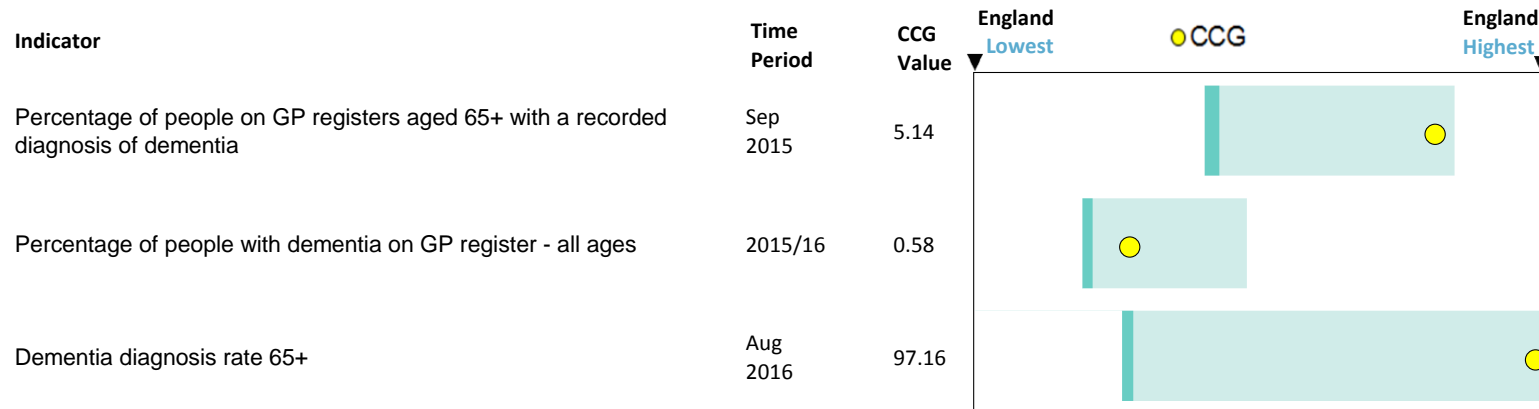 Indicator
Time
Period
CCG
Value
England
Lowest
CCG
England
Highest
Percentage of people on GP registers aged 65+ with a recorded
diagnosis of dementia
Sep
2015
5.14
Percentage of people with dementia on GP register - all ages
2015/16
0.58
Dementia diagnosis rate 65+
Aug
2016
97.16